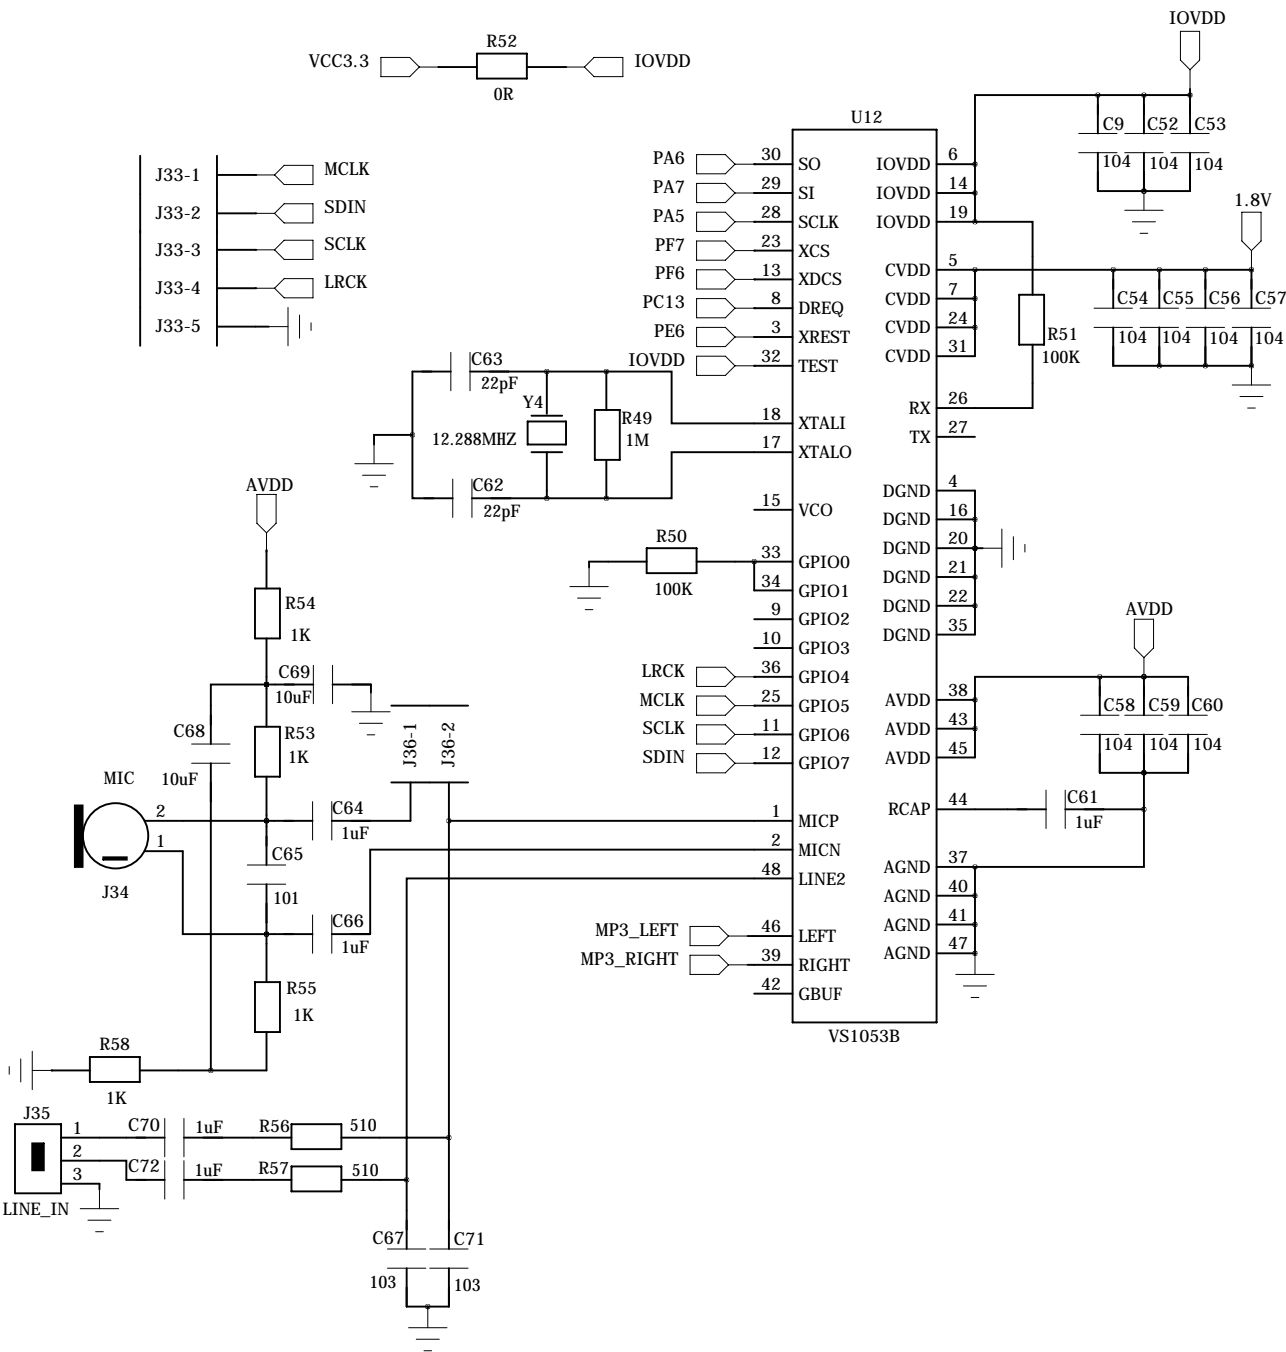 IOVDD
R52
VCC3.3
IOVDD
0R
C9
C52
C53
104
104
104
J33-1
MCLK
J33-2
SDIN
J33-3
SCLK
J33-4
LRCK
J33-5
U12
PA6
30
SO
PA7
29
SI
PA5
28
SCLK
PF7
23
XCS
PF6
13
XDCS
PC13
8
DREQ
PE6
3
XREST
IOVDD
32
TEST
IOVDD
6
IOVDD
14
IOVDD
19
CVDD
5
CVDD
7
CVDD
24
CVDD
31
1.8V
C54
C55
C56
C57
104
104
104
104
R51
100K
C63
22pF
Y4
12.288MHZ
R49
1M
C62
22pF
18
XTALI
17
XTALO
RX
26
TX
27
15
VCO
DGND
4
DGND
16
DGND
20
DGND
21
DGND
22
DGND
35
R50
100K
33
GPIO0
34
GPIO1
9
GPIO2
10
GPIO3
LRCK
36
GPIO4
MCLK
25
GPIO5
SCLK
11
GPIO6
SDIN
12
GPIO7
AVDD
AVDD
38
AVDD
43
AVDD
45
C58
C59
C60
104
104
104
RCAP
44
C61
1uF
AVDD
R54
1K
C69
10uF
C68
10uF
R53
1K
J36-1
J36-2
MIC
2
1
J34
C64
1uF
C65
101
C66
1uF
1
MICP
2
MICN
48
LINE2
AGND
37
AGND
40
AGND
41
AGND
47
MP3_LEFT
46
LEFT
MP3_RIGHT
39
RIGHT
42
GBUF
VS1053B
R55
1K
R58
1K
J35
1
2
3
LINE_IN
C70
1uF
R56
510
C72
1uF
R57
510
C67
C71
103
103